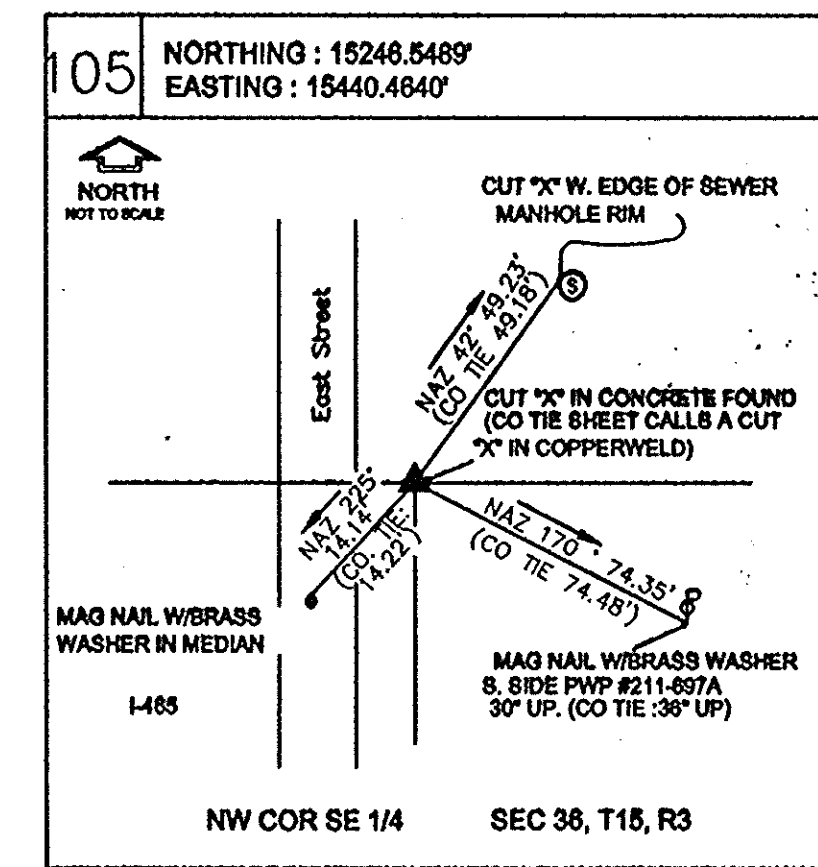 105
NORTHING : 15246.5489'
EASTING : 15440.4640'
NORTH
NOT TO SCALE
CUT "X" W. EDGE OF SEWER
MANHOLE RIM
S
East Street
NAZ 42° 49.23'
(CO TIE 49.18')
CUT "X" IN CONCRETE FOUND
(CO TIE SHEET CALLS A CUT
"X" IN COPPERWELD)
NAZ 225°
14.14'
(CO. TIE:
14.22')
NAZ 170° 74.35'
(CO TIE 74.48')
MAG NAIL W/BRASS
WASHER IN MEDIAN
I-465
MAG NAIL W/BRASS WASHER
S. SIDE PWP #211-697A
30" UP. (CO TIE :36" UP)
NW COR SE 1/4
SEC 36, T15, R3